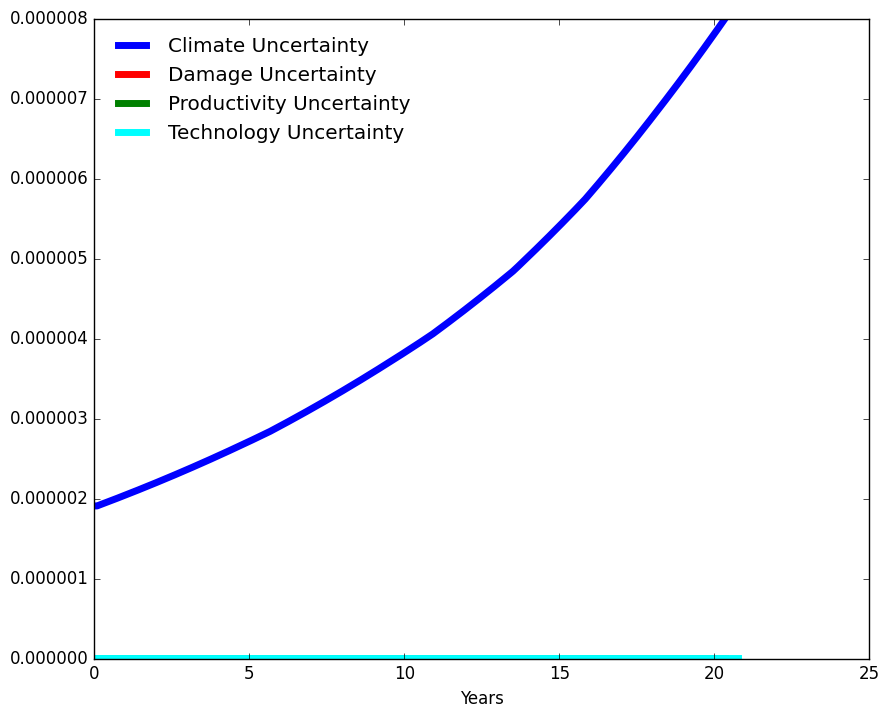 0.000008
Climate Uncertainty
Damage Uncertainty
0.000007
Productivity Uncertainty
Technology Uncertainty
0.000006
0.000005
0.000004
0.000003
0.000002
0.000001
0.000000
0 5 10 15 20 25
Years